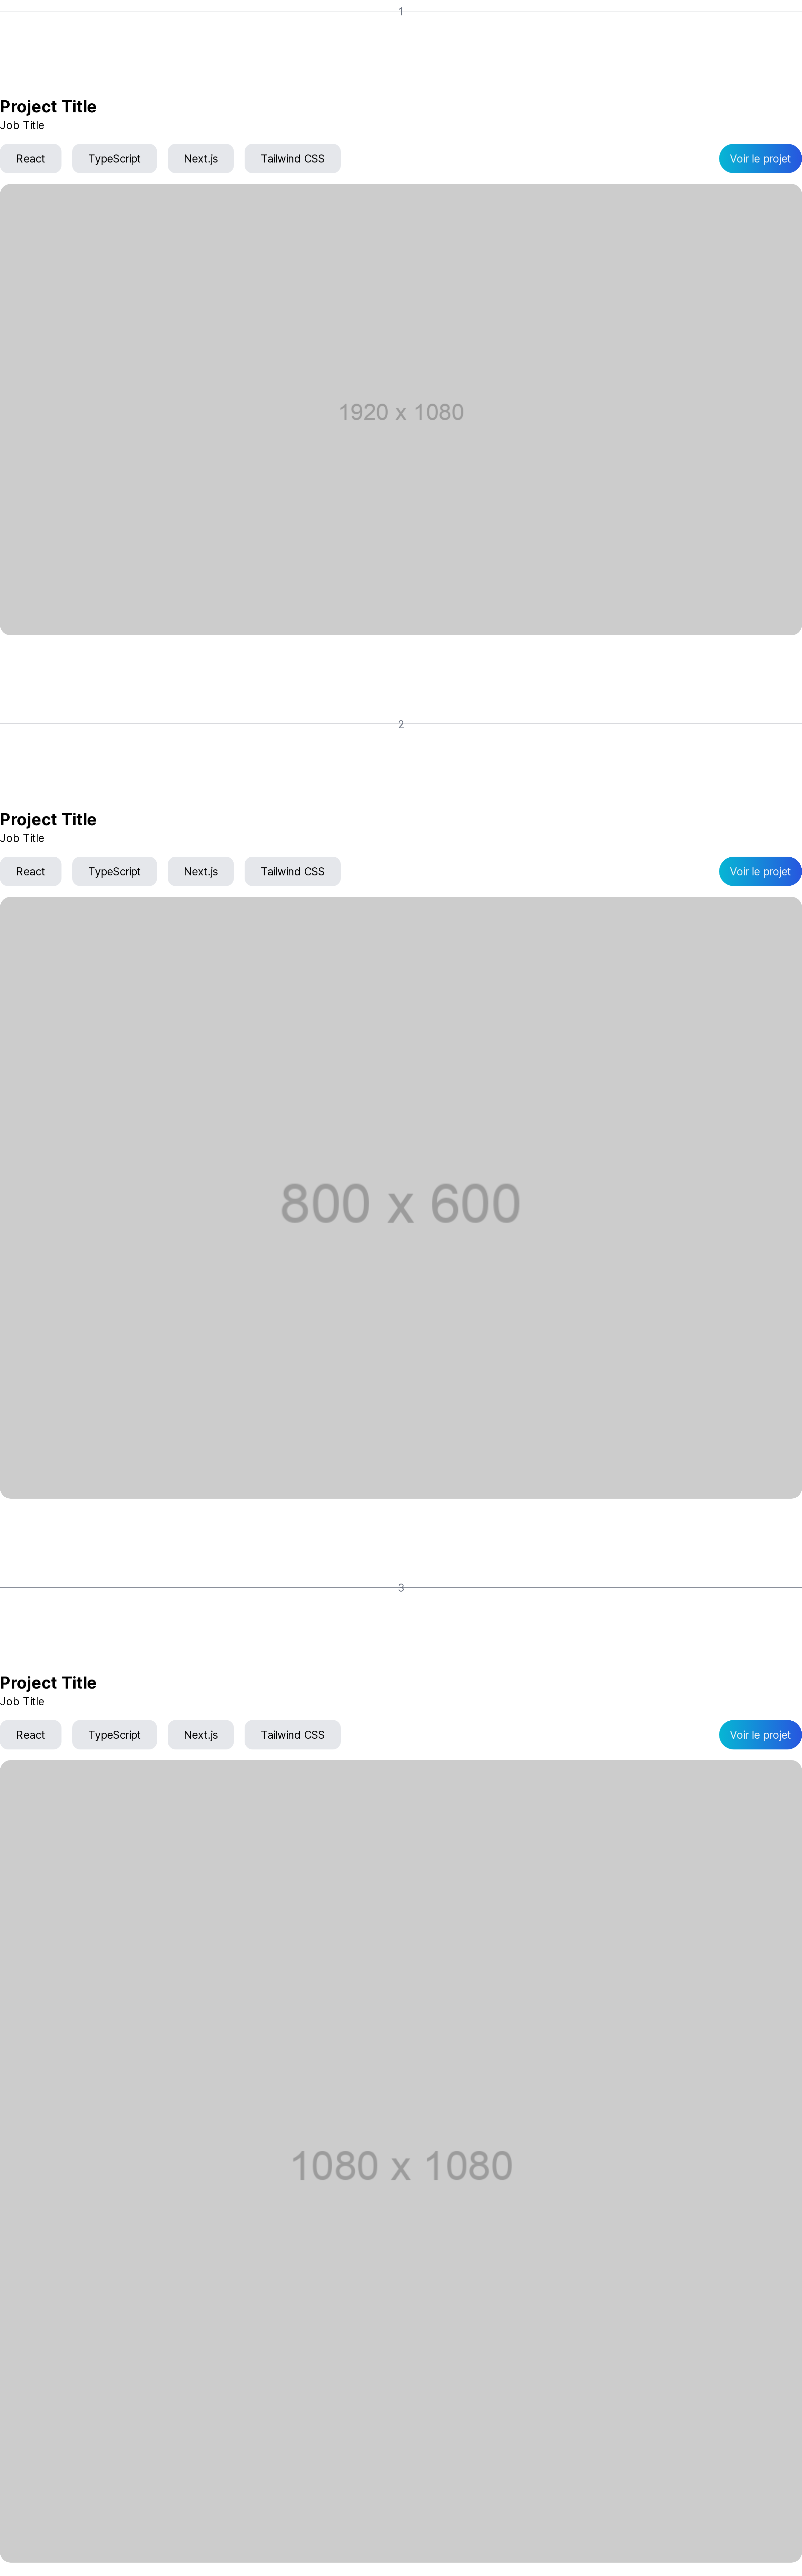 1
Project Title
Job Title
React TypeScript Next.js Tailwind CSS Voir le projet
1920 x 1080
2
Project Title
Job Title
React TypeScript Next.js Tailwind CSS Voir le projet
800 x 600
3
Project Title
Job Title
React TypeScript Next.js Tailwind CSS Voir le projet
1080 x 1080